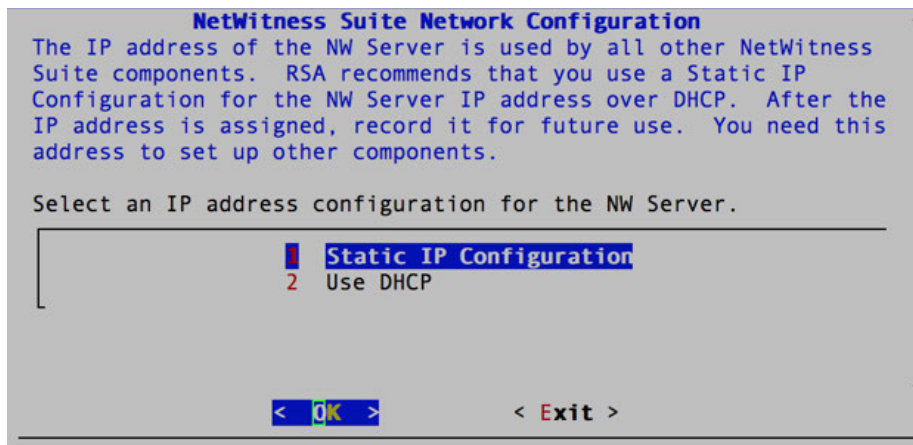 NetWitness Suite Network Configuration
The IP address of the NW Server is used by all other NetWitness
Suite components.  RSA recommends that you use a Static IP
Configuration for the NW Server IP address over DHCP.  After the
IP address is assigned, record it for future use.  You need this
address to set up other components.
Select an IP address configuration for the NW Server.
1 Static IP Configuration
2 Use DHCP
< OK > < Exit >